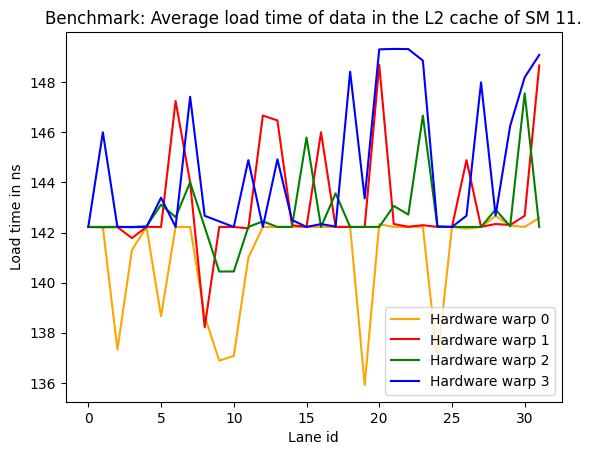 Benchmark: Average load time of data in the L2 cache of SM 11.
Load time in ns
148
146
144
142
140
138
136
0 5 10 15 20 25 30
Lane id
Hardware warp 0
Hardware warp 1
Hardware warp 2
Hardware warp 3